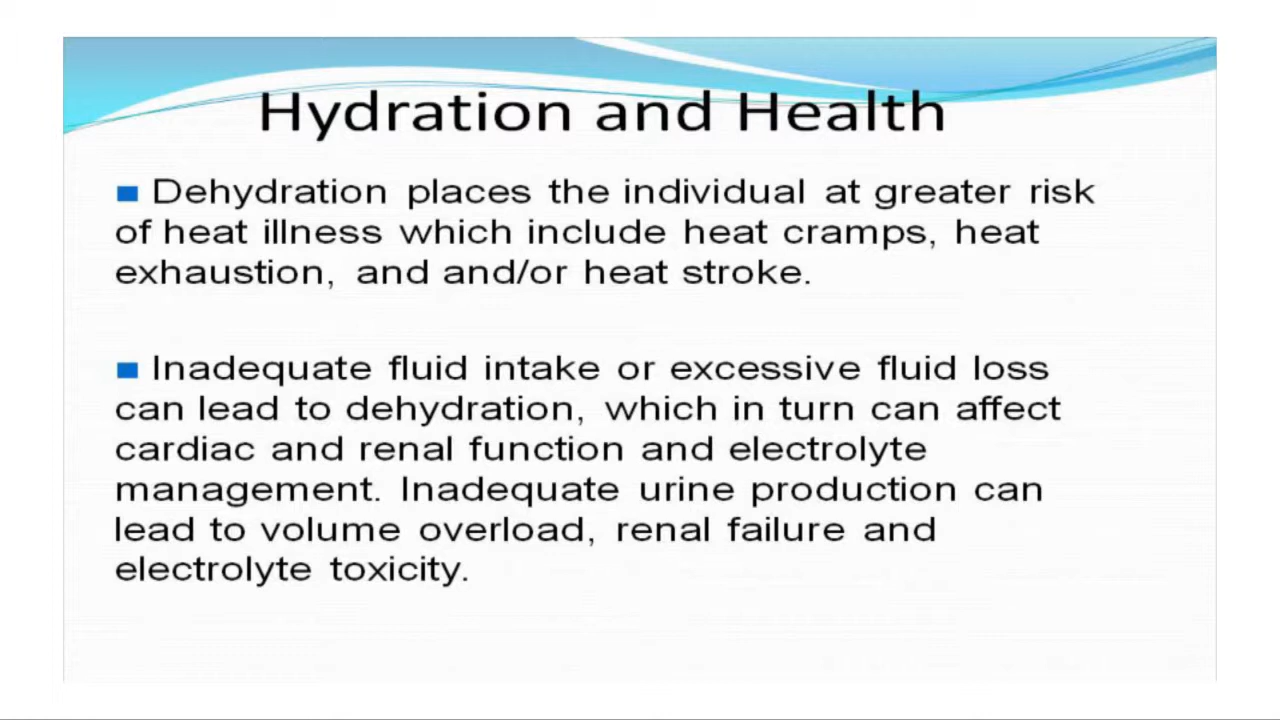 Hydration and Health
■ Dehydration places the individual at greater risk
of heat illness which include heat cramps, heat
exhaustion, and and/or heat stroke.
■ Inadequate fluid intake or excessive fluid loss
can lead to dehydration, which in turn can affect
cardiac and renal function and electrolyte
management. Inadequate urine production can
lead to volume overload, renal failure and
electrolyte toxicity.